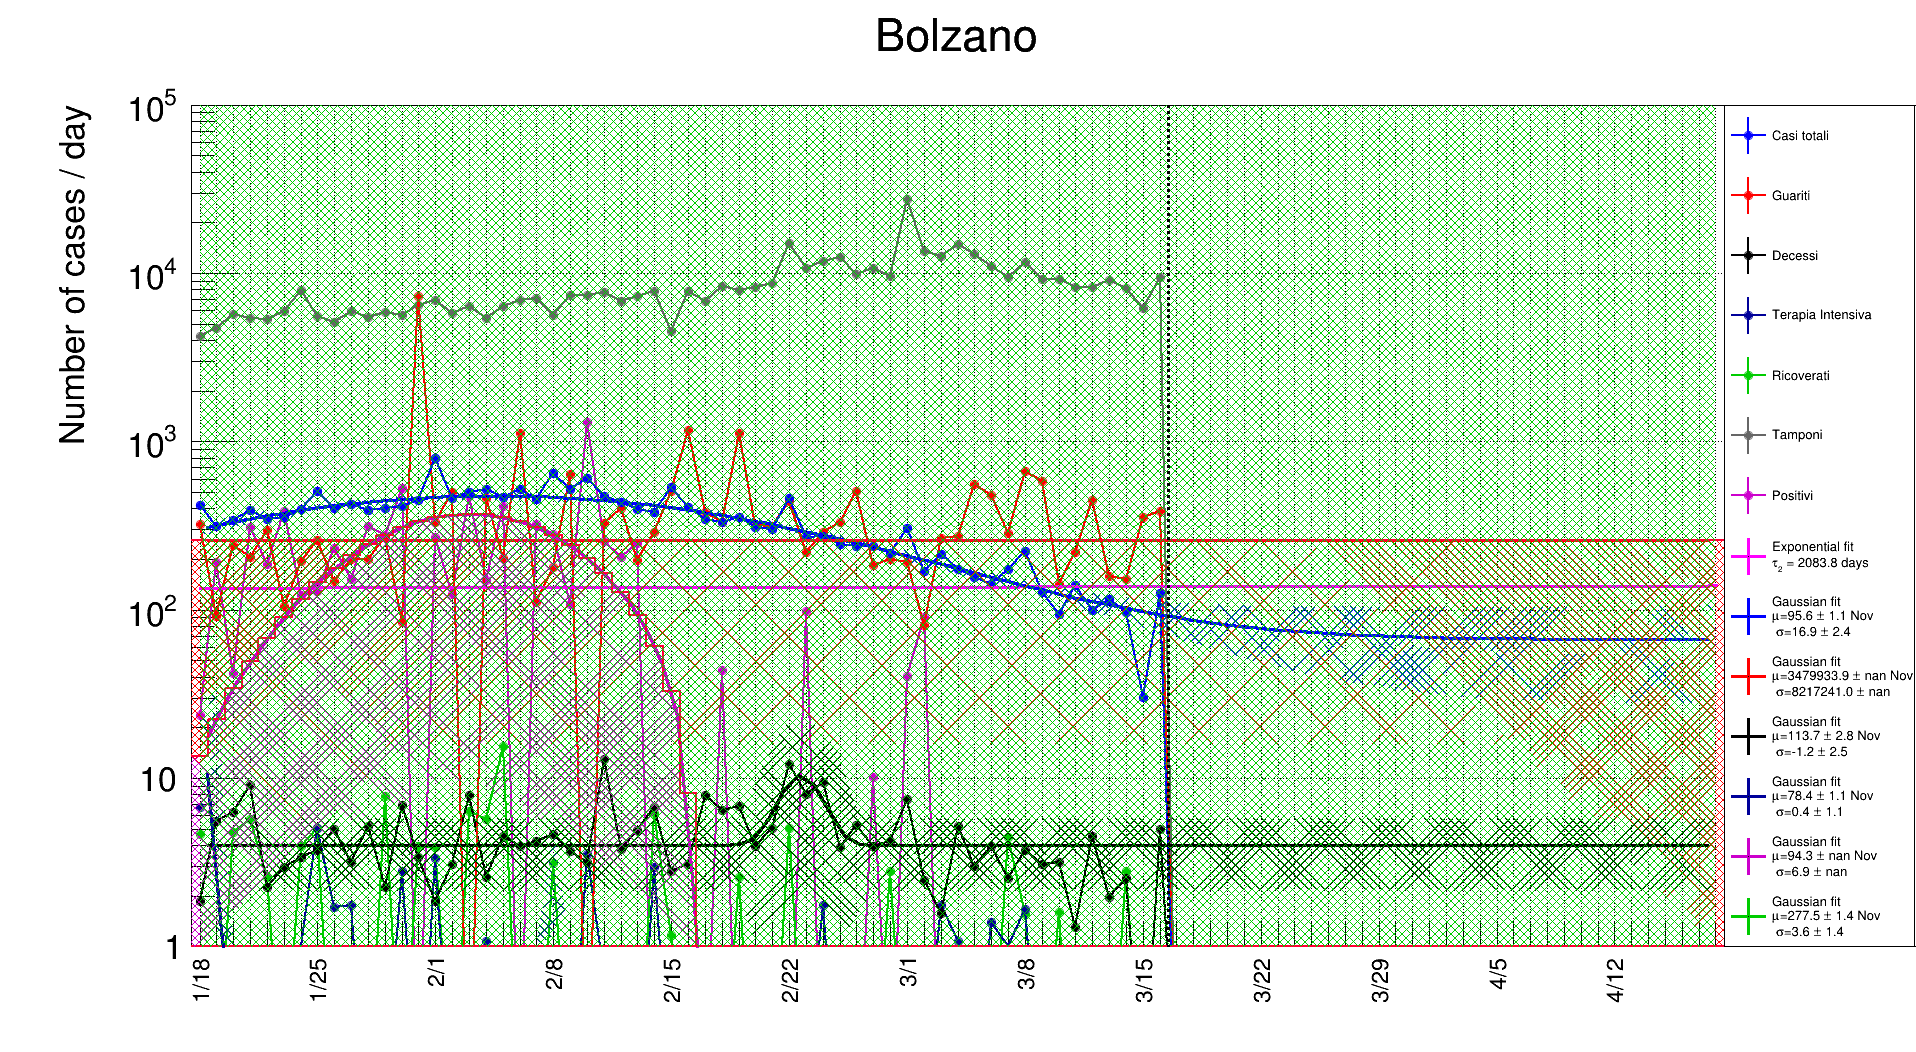 Bolzano
Number of cases / day
10^5
10^4
10^3
10^2
10
1
1/18
1/25
2/1
2/8
2/15
2/22
3/1
3/8
3/15
3/22
3/29
4/5
4/12
Casi totali
Guariti
Decessi
Terapia Intensiva
Ricoverati
Tamponi
Positivi
Exponential fit
τ2 = 2083.8 days
Gaussian fit
μ=95.6 ± 1.1 Nov
σ=16.9 ± 2.4
Gaussian fit
μ=3479933.9 ± nan Nov
σ=8217241.0 ± nan
Gaussian fit
μ=113.7 ± 2.8 Nov
σ=-1.2 ± 2.5
Gaussian fit
μ=78.4 ± 1.1 Nov
σ=0.4 ± 1.1
Gaussian fit
μ=94.3 ± nan Nov
σ=6.9 ± nan
Gaussian fit
μ=277.5 ± 1.4 Nov
σ=3.6 ± 1.4